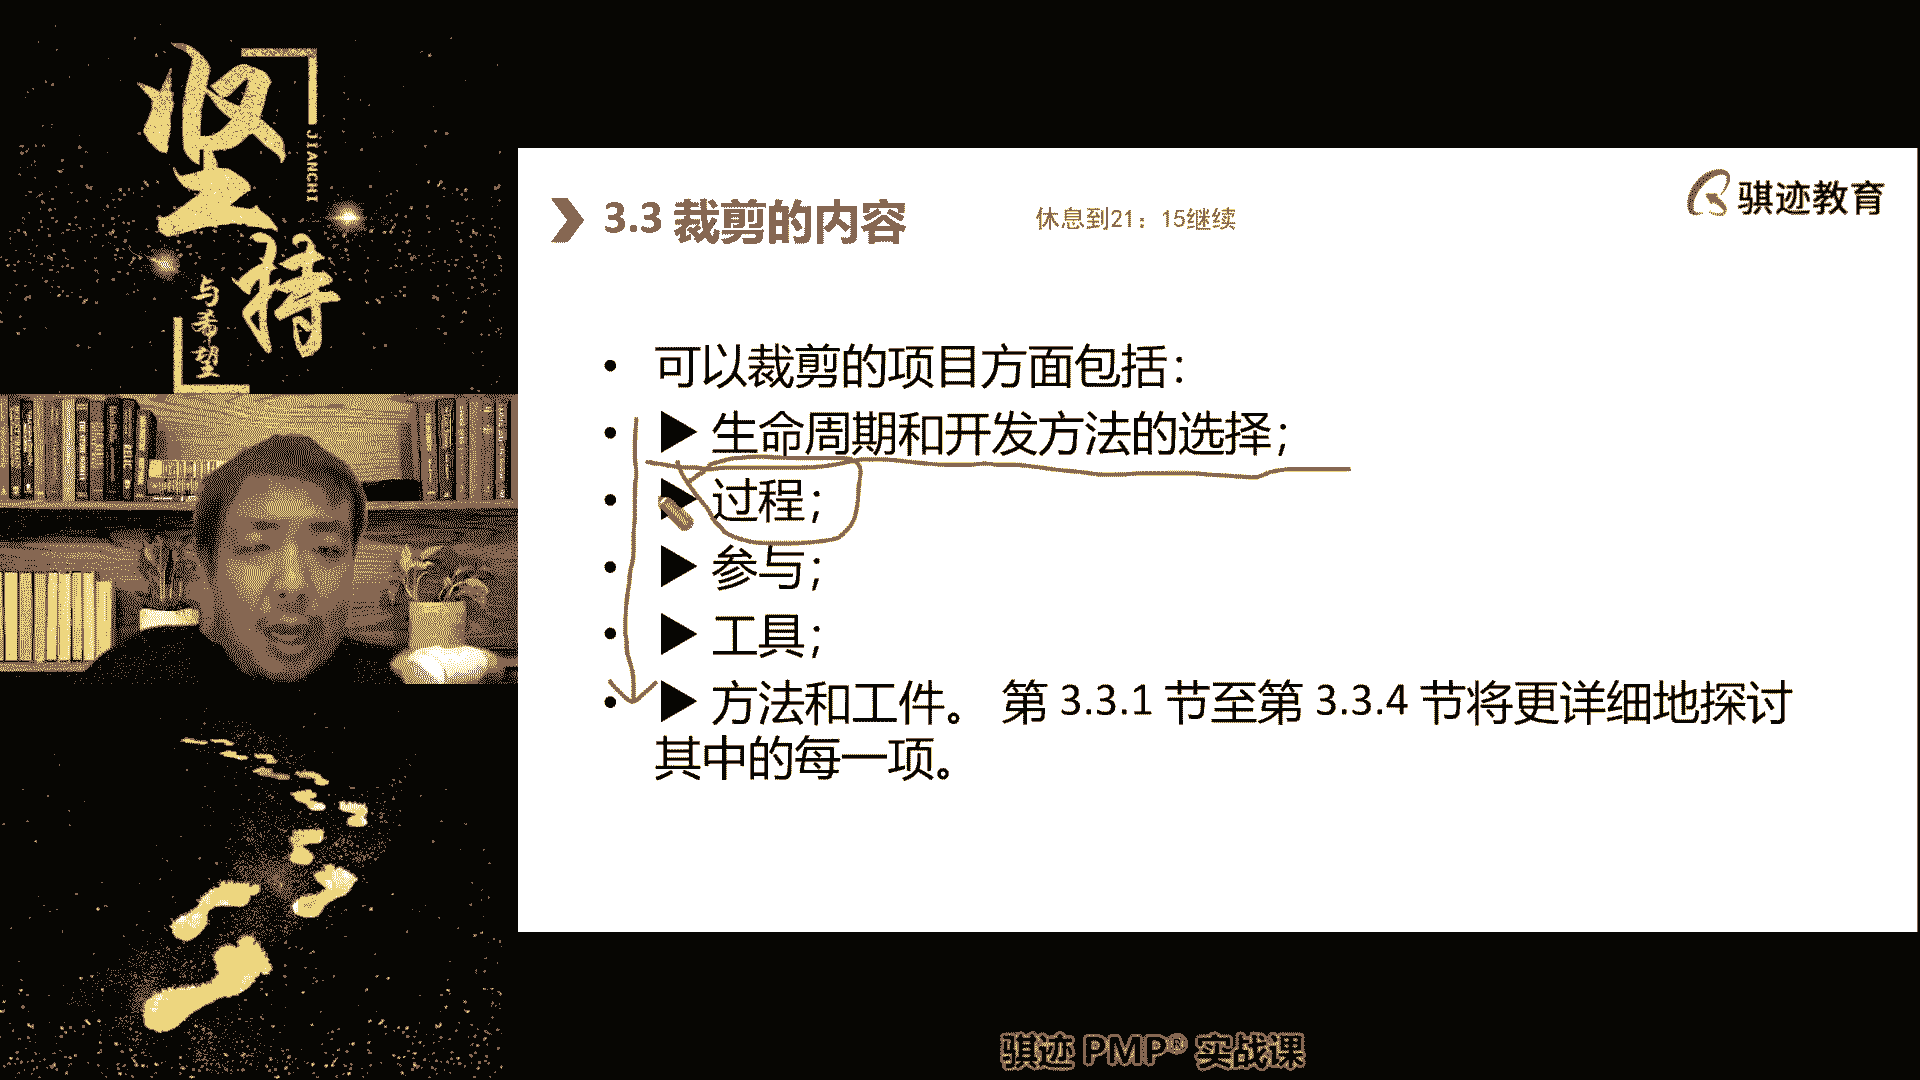 坚持
JIANCHI
与希望
骐迹教育
3.3 裁剪的内容
休息到21：15继续
• 可以裁剪的项目方面包括：
• ▶ 生命周期和开发方法的选择；
• ▶ 过程；
• ▶ 参与；
• ▶ 工具；
• ▶ 方法和工件。 第 3.3.1 节至第 3.3.4 节将更详细地探讨
其中的每一项。
骐迹 PMP® 实战课